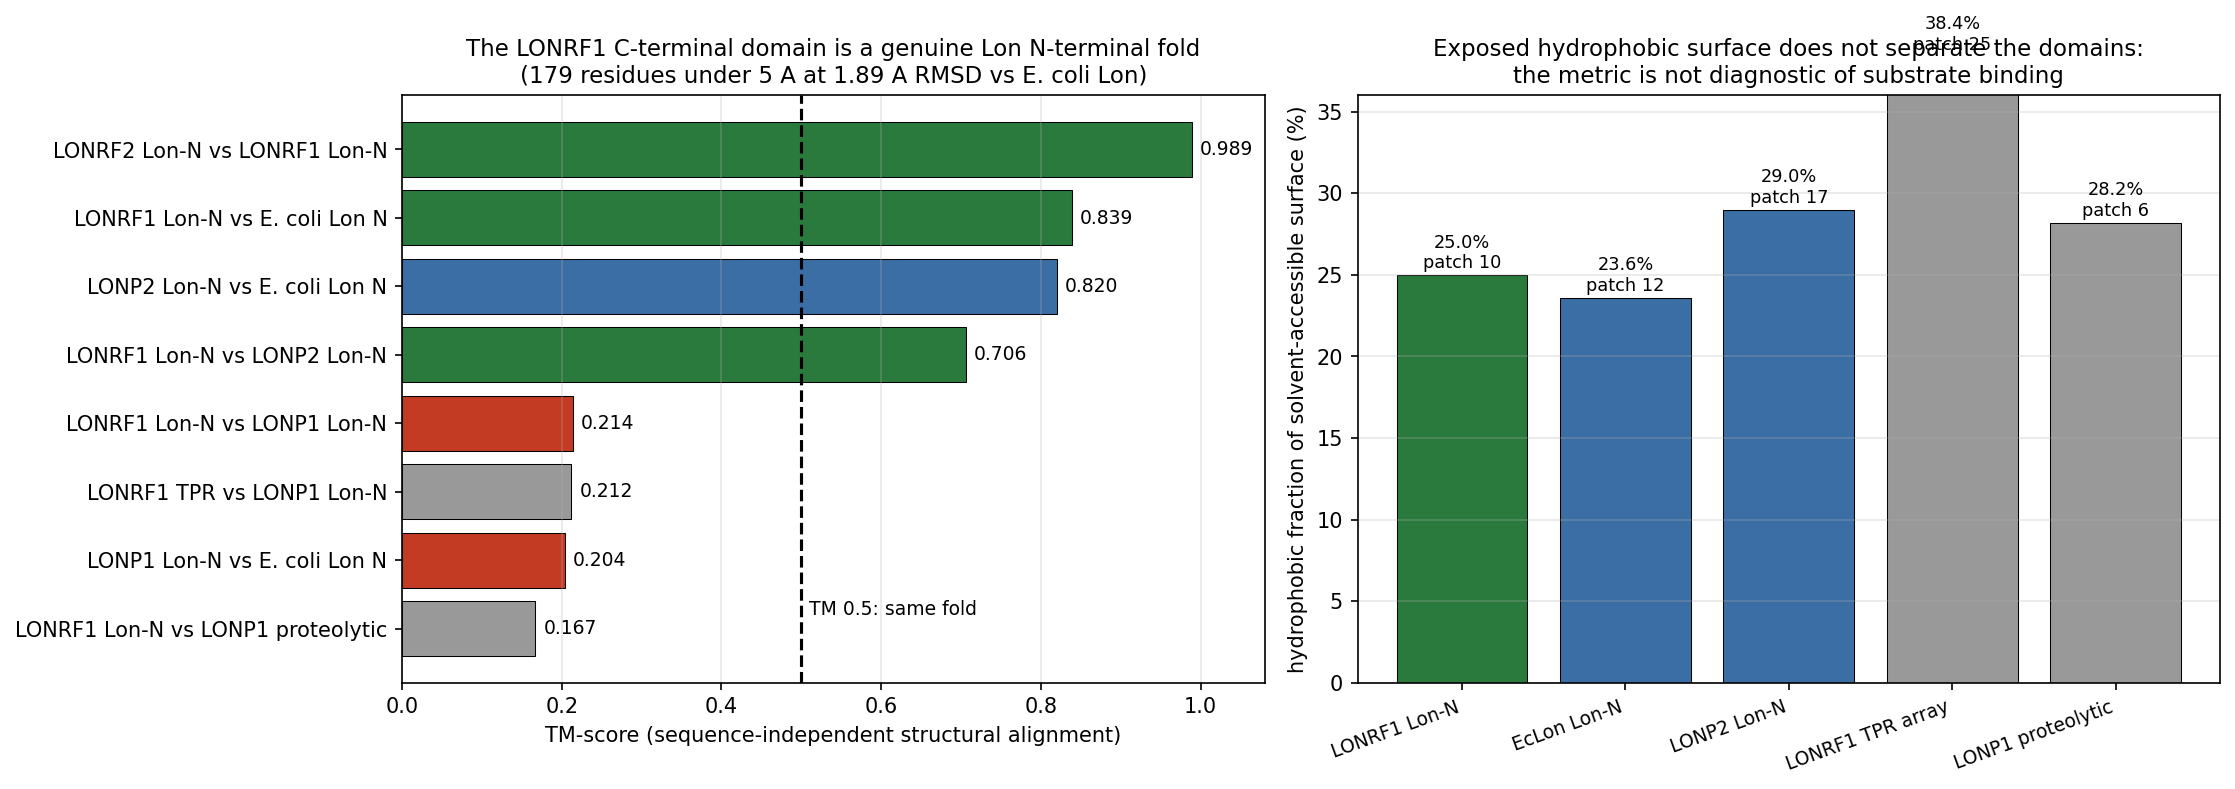 The LONRF1 C-terminal domain is a genuine Lon N-terminal fold
(179 residues under 5 A at 1.89 A RMSD vs E. coli Lon)
LONRF2 Lon-N vs LONRF1 Lon-N
0.989
LONRF1 Lon-N vs E. coli Lon N
0.839
LONP2 Lon-N vs E. coli Lon N
0.820
LONRF1 Lon-N vs LONP2 Lon-N
0.706
LONRF1 Lon-N vs LONP1 Lon-N
0.214
LONRF1 TPR vs LONP1 Lon-N
0.212
LONP1 Lon-N vs E. coli Lon N
0.204
TM 0.5: same fold
LONRF1 Lon-N vs LONP1 proteolytic
0.167
0.0
0.2
0.4
0.6
0.8
1.0
TM-score (sequence-independent structural alignment)
Exposed hydrophobic surface does not separate the domains:
the metric is not diagnostic of substrate binding
hydrophobic fraction of solvent-accessible surface (%)
35
30
25
20
15
10
5
0
25.0%
patch 10
23.6%
patch 12
29.0%
patch 17
38.4%
patch 25
28.2%
patch 6
LONRF1 Lon-N
EcLon Lon-N
LONP2 Lon-N
LONRF1 TPR array
LONP1 proteolytic